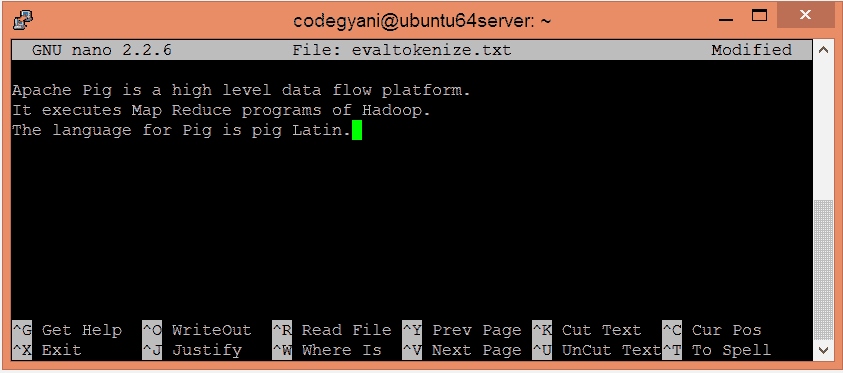 codegyani@ubuntu64server: ~
GNU nano 2.2.6 File: evaltokenize.txt Modified
Apache Pig is a high level data flow platform.
It executes Map Reduce programs of Hadoop.
The language for Pig is pig Latin.
^G Get Help ^O WriteOut ^R Read File ^Y Prev Page ^K Cut Text ^C Cur Pos
^X Exit ^J Justify ^W Where Is ^V Next Page ^U UnCut Text ^T To Spell